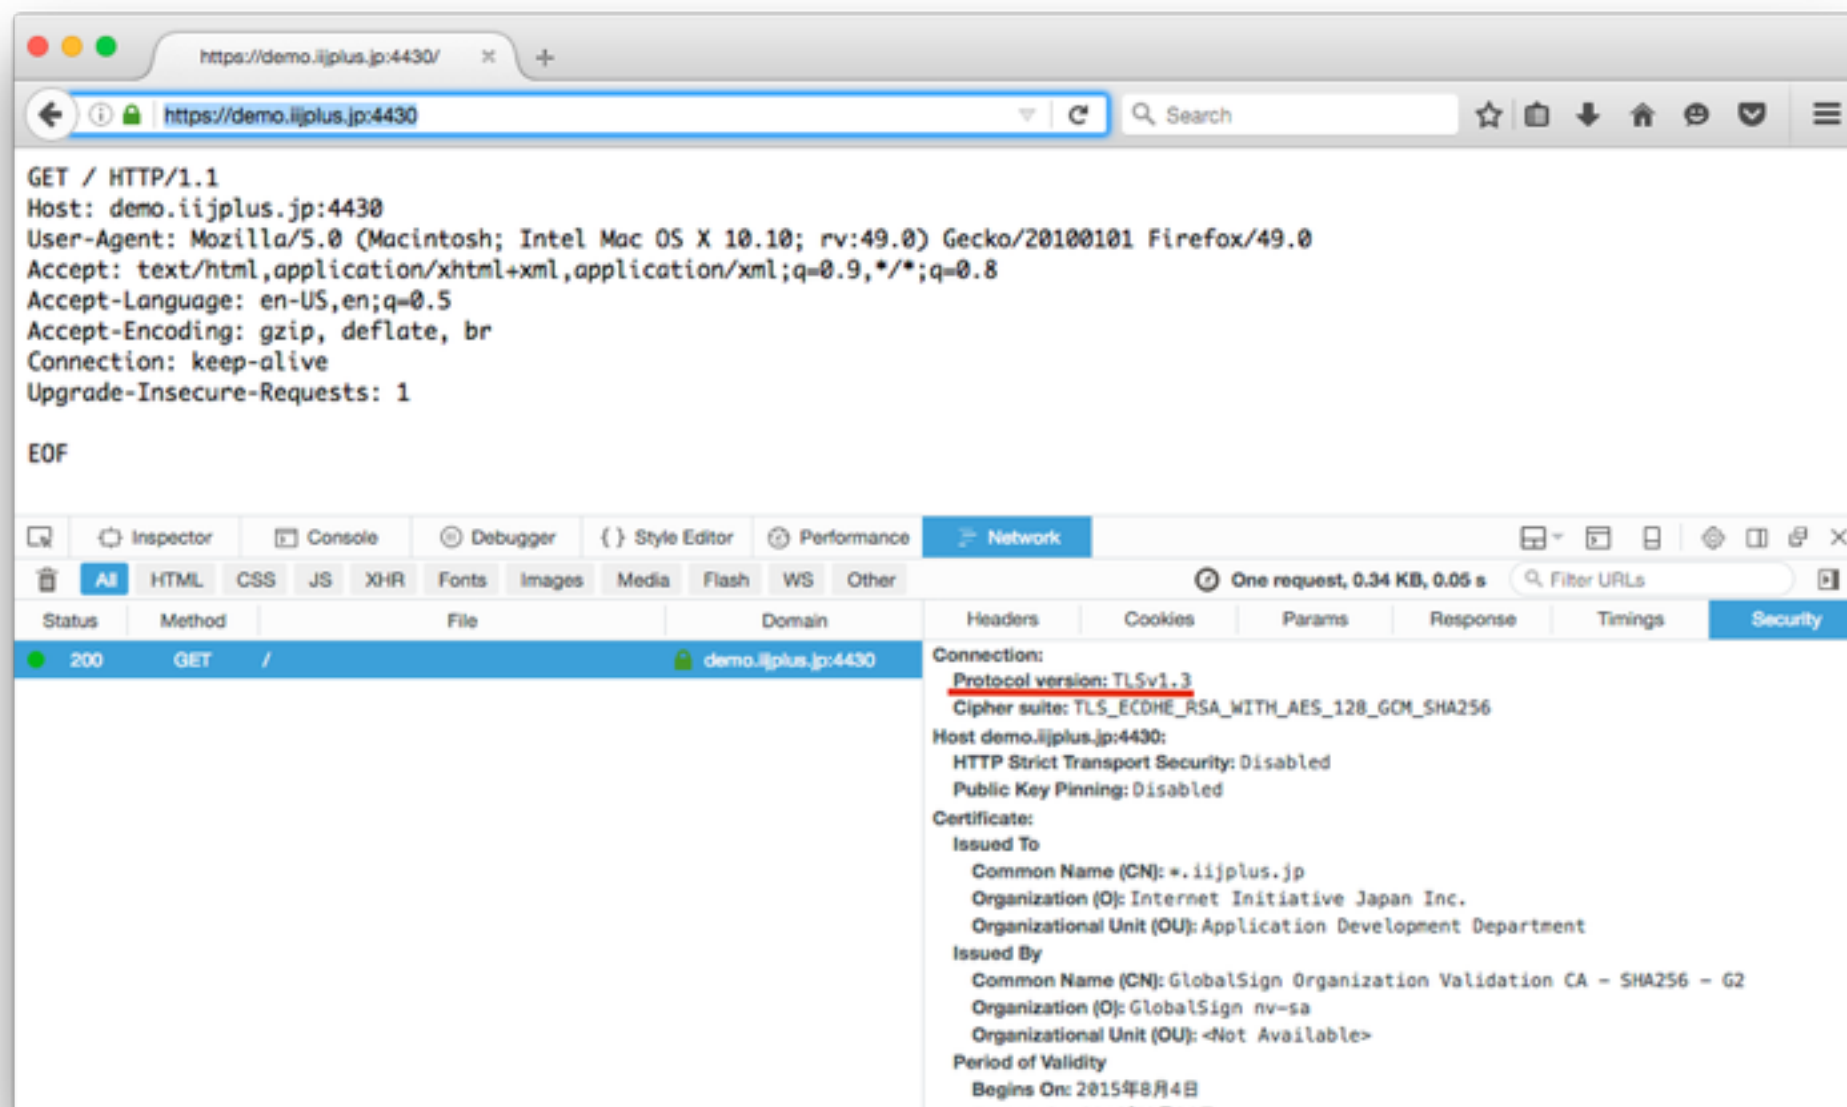 https://demo.iijplus.jp:4430/
https://demo.iijplus.jp:4430
Search
GET / HTTP/1.1
Host: demo.iijplus.jp:4430
User-Agent: Mozilla/5.0 (Macintosh; Intel Mac OS X 10.10; rv:49.0) Gecko/20100101 Firefox/49.0
Accept: text/html,application/xhtml+xml,application/xml;q=0.9,*/*;q=0.8
Accept-Language: en-US,en;q=0.5
Accept-Encoding: gzip, deflate, br
Connection: keep-alive
Upgrade-Insecure-Requests: 1
EOF
Inspector Console Debugger { } Style Editor Performance Network
All HTML CSS JS XHR Fonts Images Media Flash WS Other One request, 0.34 KB, 0.05 s Filter URLs
Status Method File Domain Headers Cookies Params Response Timings Security
200 GET / demo.iijplus.jp:4430
Connection:
Protocol version: TLSv1.3
Cipher suite: TLS_ECDHE_RSA_WITH_AES_128_GCM_SHA256
Host demo.iijplus.jp:4430:
HTTP Strict Transport Security: Disabled
Public Key Pinning: Disabled
Certificate:
Issued To
Common Name (CN): *.iijplus.jp
Organization (O): Internet Initiative Japan Inc.
Organizational Unit (OU): Application Development Department
Issued By
Common Name (CN): GlobalSign Organization Validation CA - SHA256 - G2
Organization (O): GlobalSign nv-sa
Organizational Unit (OU): <Not Available>
Period of Validity
Begins On: 2015年8月4日